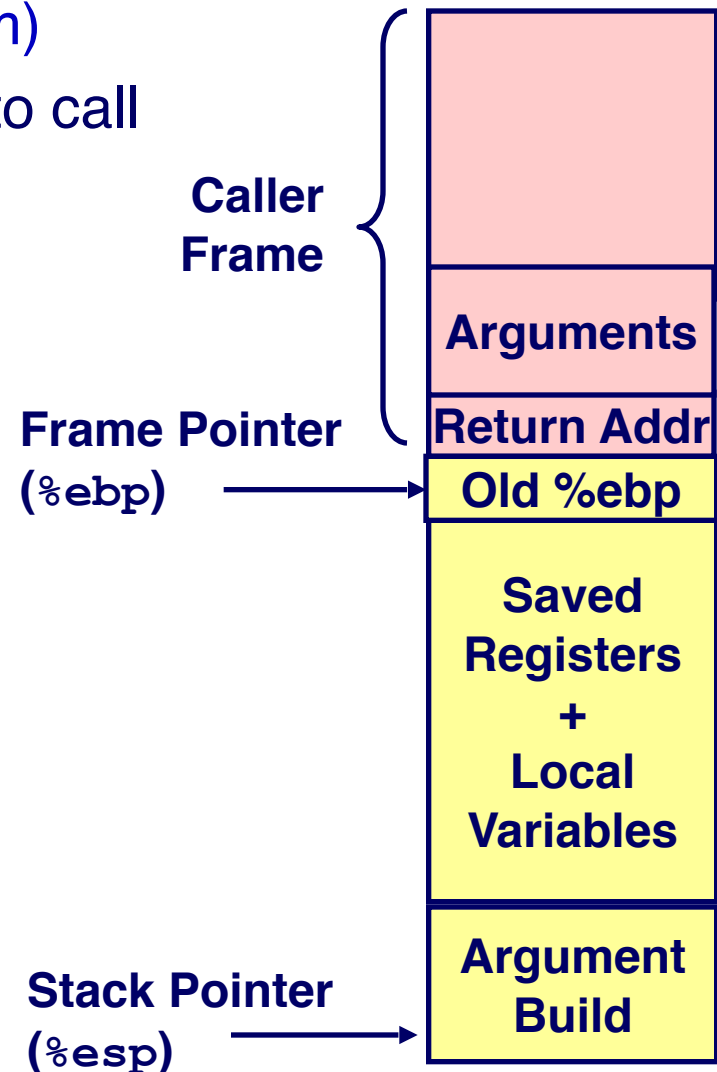 to call
Caller
Frame
Arguments
Return Addr
Frame Pointer
(%ebp)
Old %ebp
Saved
Registers
+
Local
Variables
Argument
Build
Stack Pointer
(%esp)